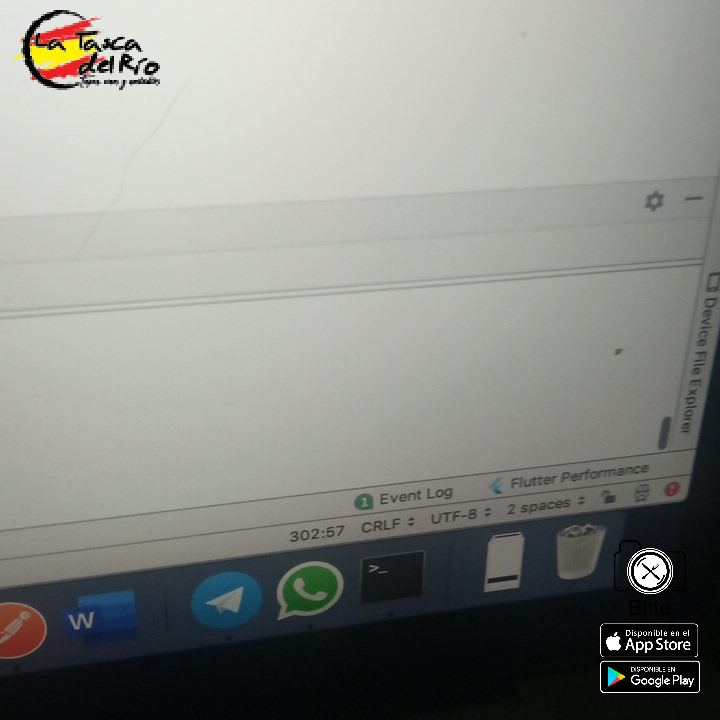 La Tasca
del Río
Device File Explorer
1 Event Log
Flutter Performance
302:57 CRLF UTF-8 2 spaces
>_
W
Bitte
Disponible en el
App Store
DISPONIBLE EN
Google Play